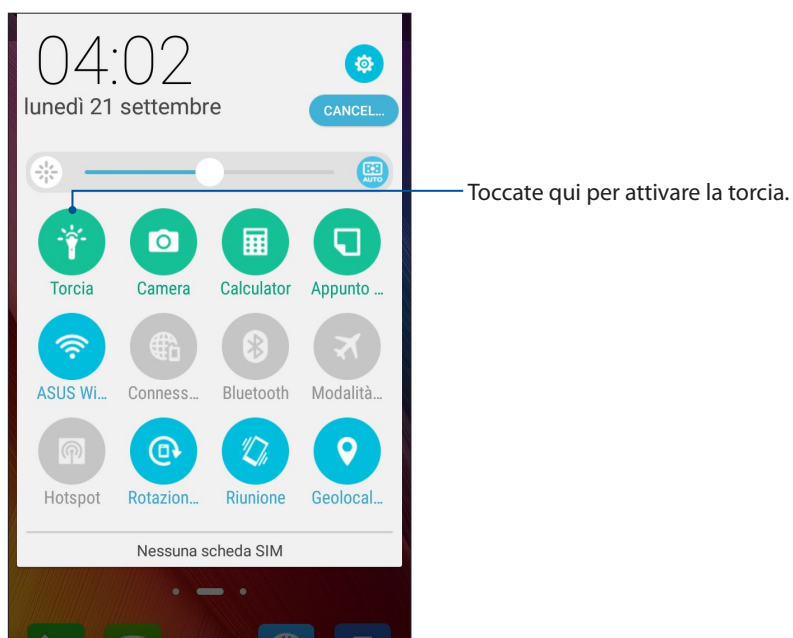 04:02
lunedì 21 settembre
CANCEL...
AUTO
Toccate qui per attivare la torcia.
Torcia Camera Calculator Appunto ...
ASUS Wi... Conness... Bluetooth Modalità...
Hotspot Rotazion... Riunione Geolocal...
Nessuna scheda SIM